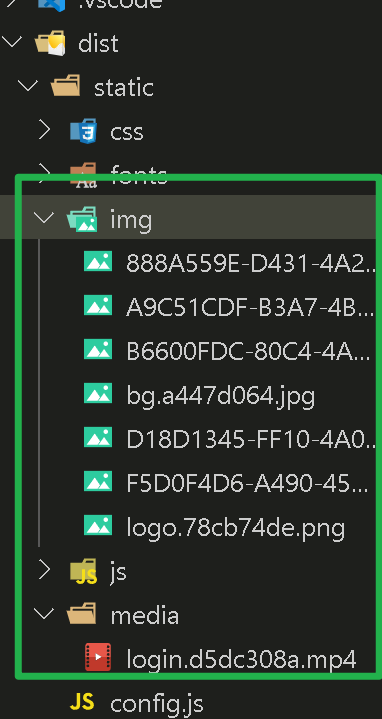 .vscode
dist
static
css
fonts
img
888A559E-D431-4A2...
A9C51CDF-B3A7-4B...
B6600FDC-80C4-4A...
bg.a447d064.jpg
D18D1345-FF10-4A0...
F5D0F4D6-A490-45...
logo.78cb74de.png
js
media
login.d5dc308a.mp4
config.js